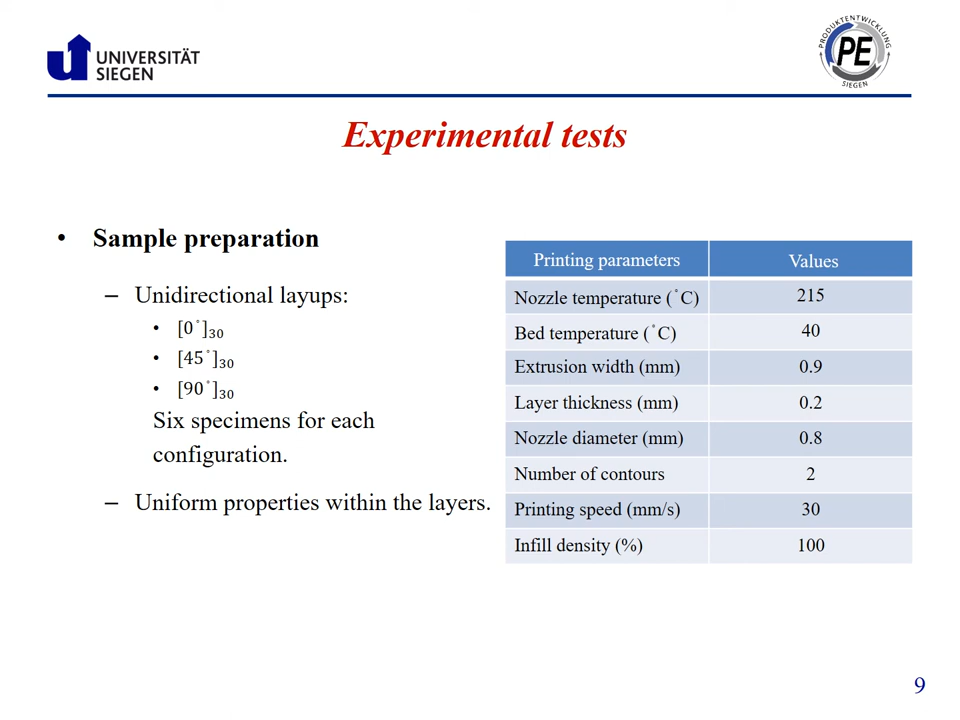 UNIVERSITÄT
SIEGEN
PRODUKTENTWICKLUNG
PE
SIEGEN
Experimental tests
• Sample preparation
– Unidirectional layups:
• [0°]₃₀
• [45°]₃₀
• [90°]₃₀
Six specimens for each
configuration.
– Uniform properties within the layers.
Printing parameters Values
Nozzle temperature (°C) 215
Bed temperature (°C) 40
Extrusion width (mm) 0.9
Layer thickness (mm) 0.2
Nozzle diameter (mm) 0.8
Number of contours 2
Printing speed (mm/s) 30
Infill density (%) 100
9